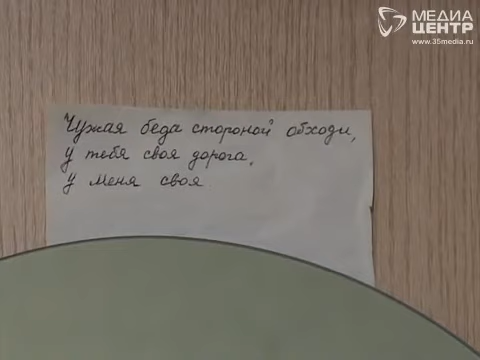 МЕДИА
ЦЕНТР
www.35media.ru
Чужая беда стороной обходи,
у тебя своя дорога,
у меня своя